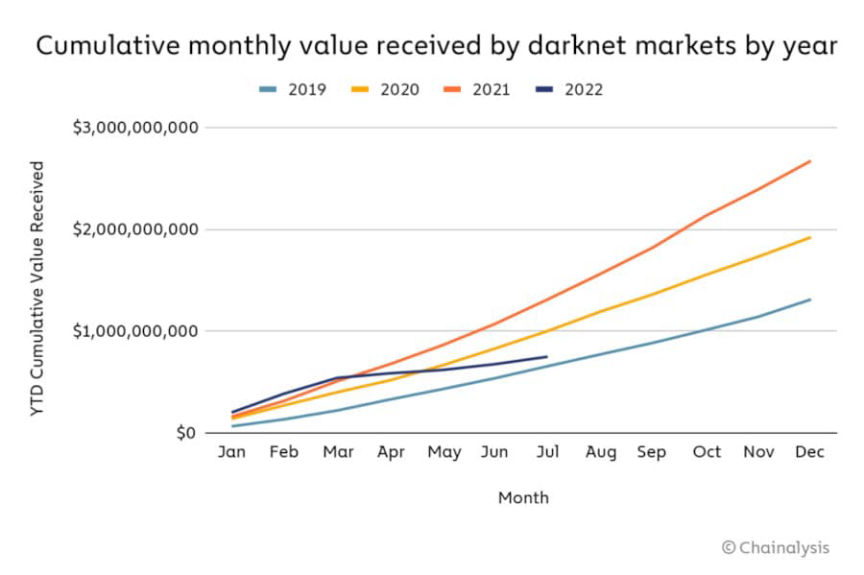 Cumulative monthly value received by darknet markets by year
2019 2020 2021 2022
YTD Cumulative Value Received
$3,000,000,000
$2,000,000,000
$1,000,000,000
$0
Jan Feb Mar Apr May Jun Jul Aug Sep Oct Nov Dec
Month
© Chainalysis